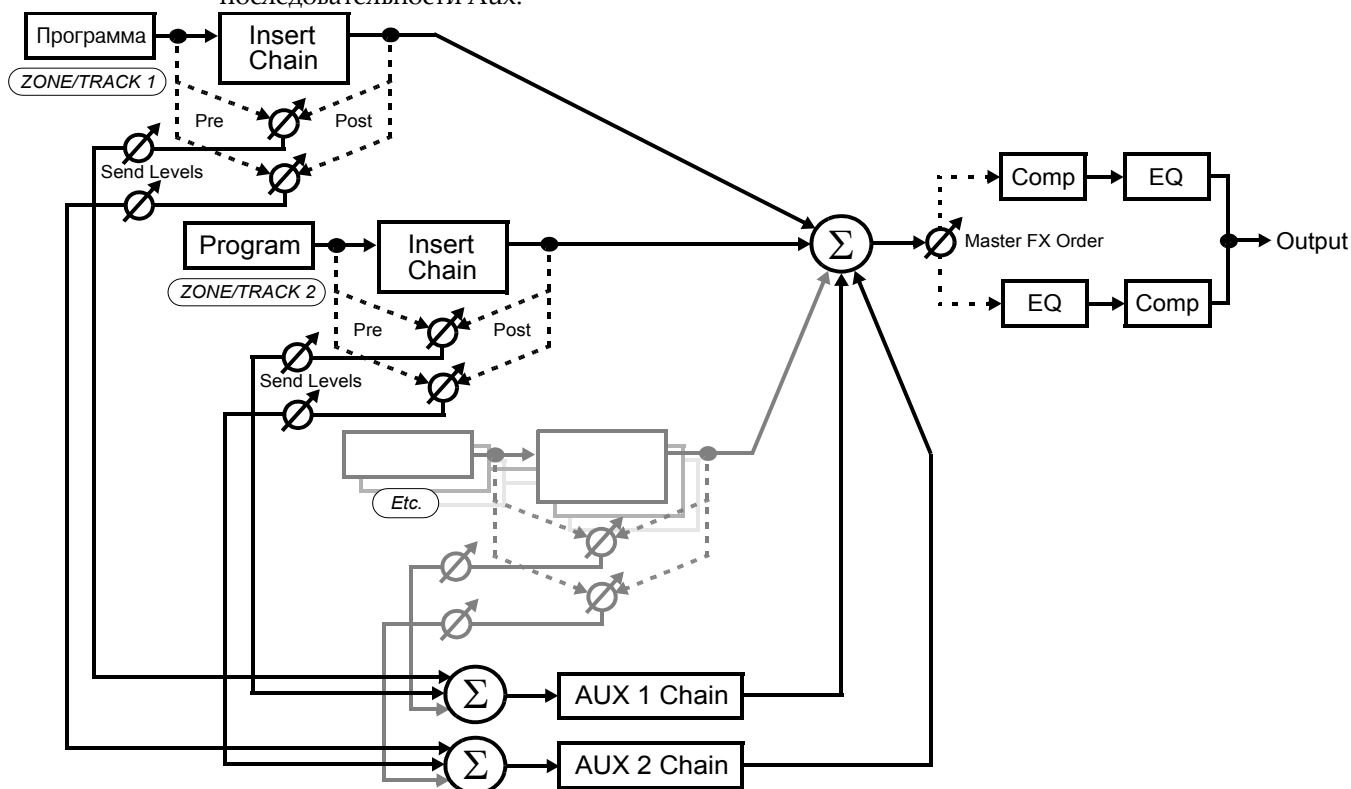 последовательности Aux.
Программа
Insert
Chain
ZONE/TRACK 1
Pre
Post
Send Levels
Program
Insert
Chain
ZONE/TRACK 2
Pre
Post
Send Levels
Etc.
Σ
Master FX Order
Comp
EQ
EQ
Comp
Output
Σ
AUX 1 Chain
Σ
AUX 2 Chain